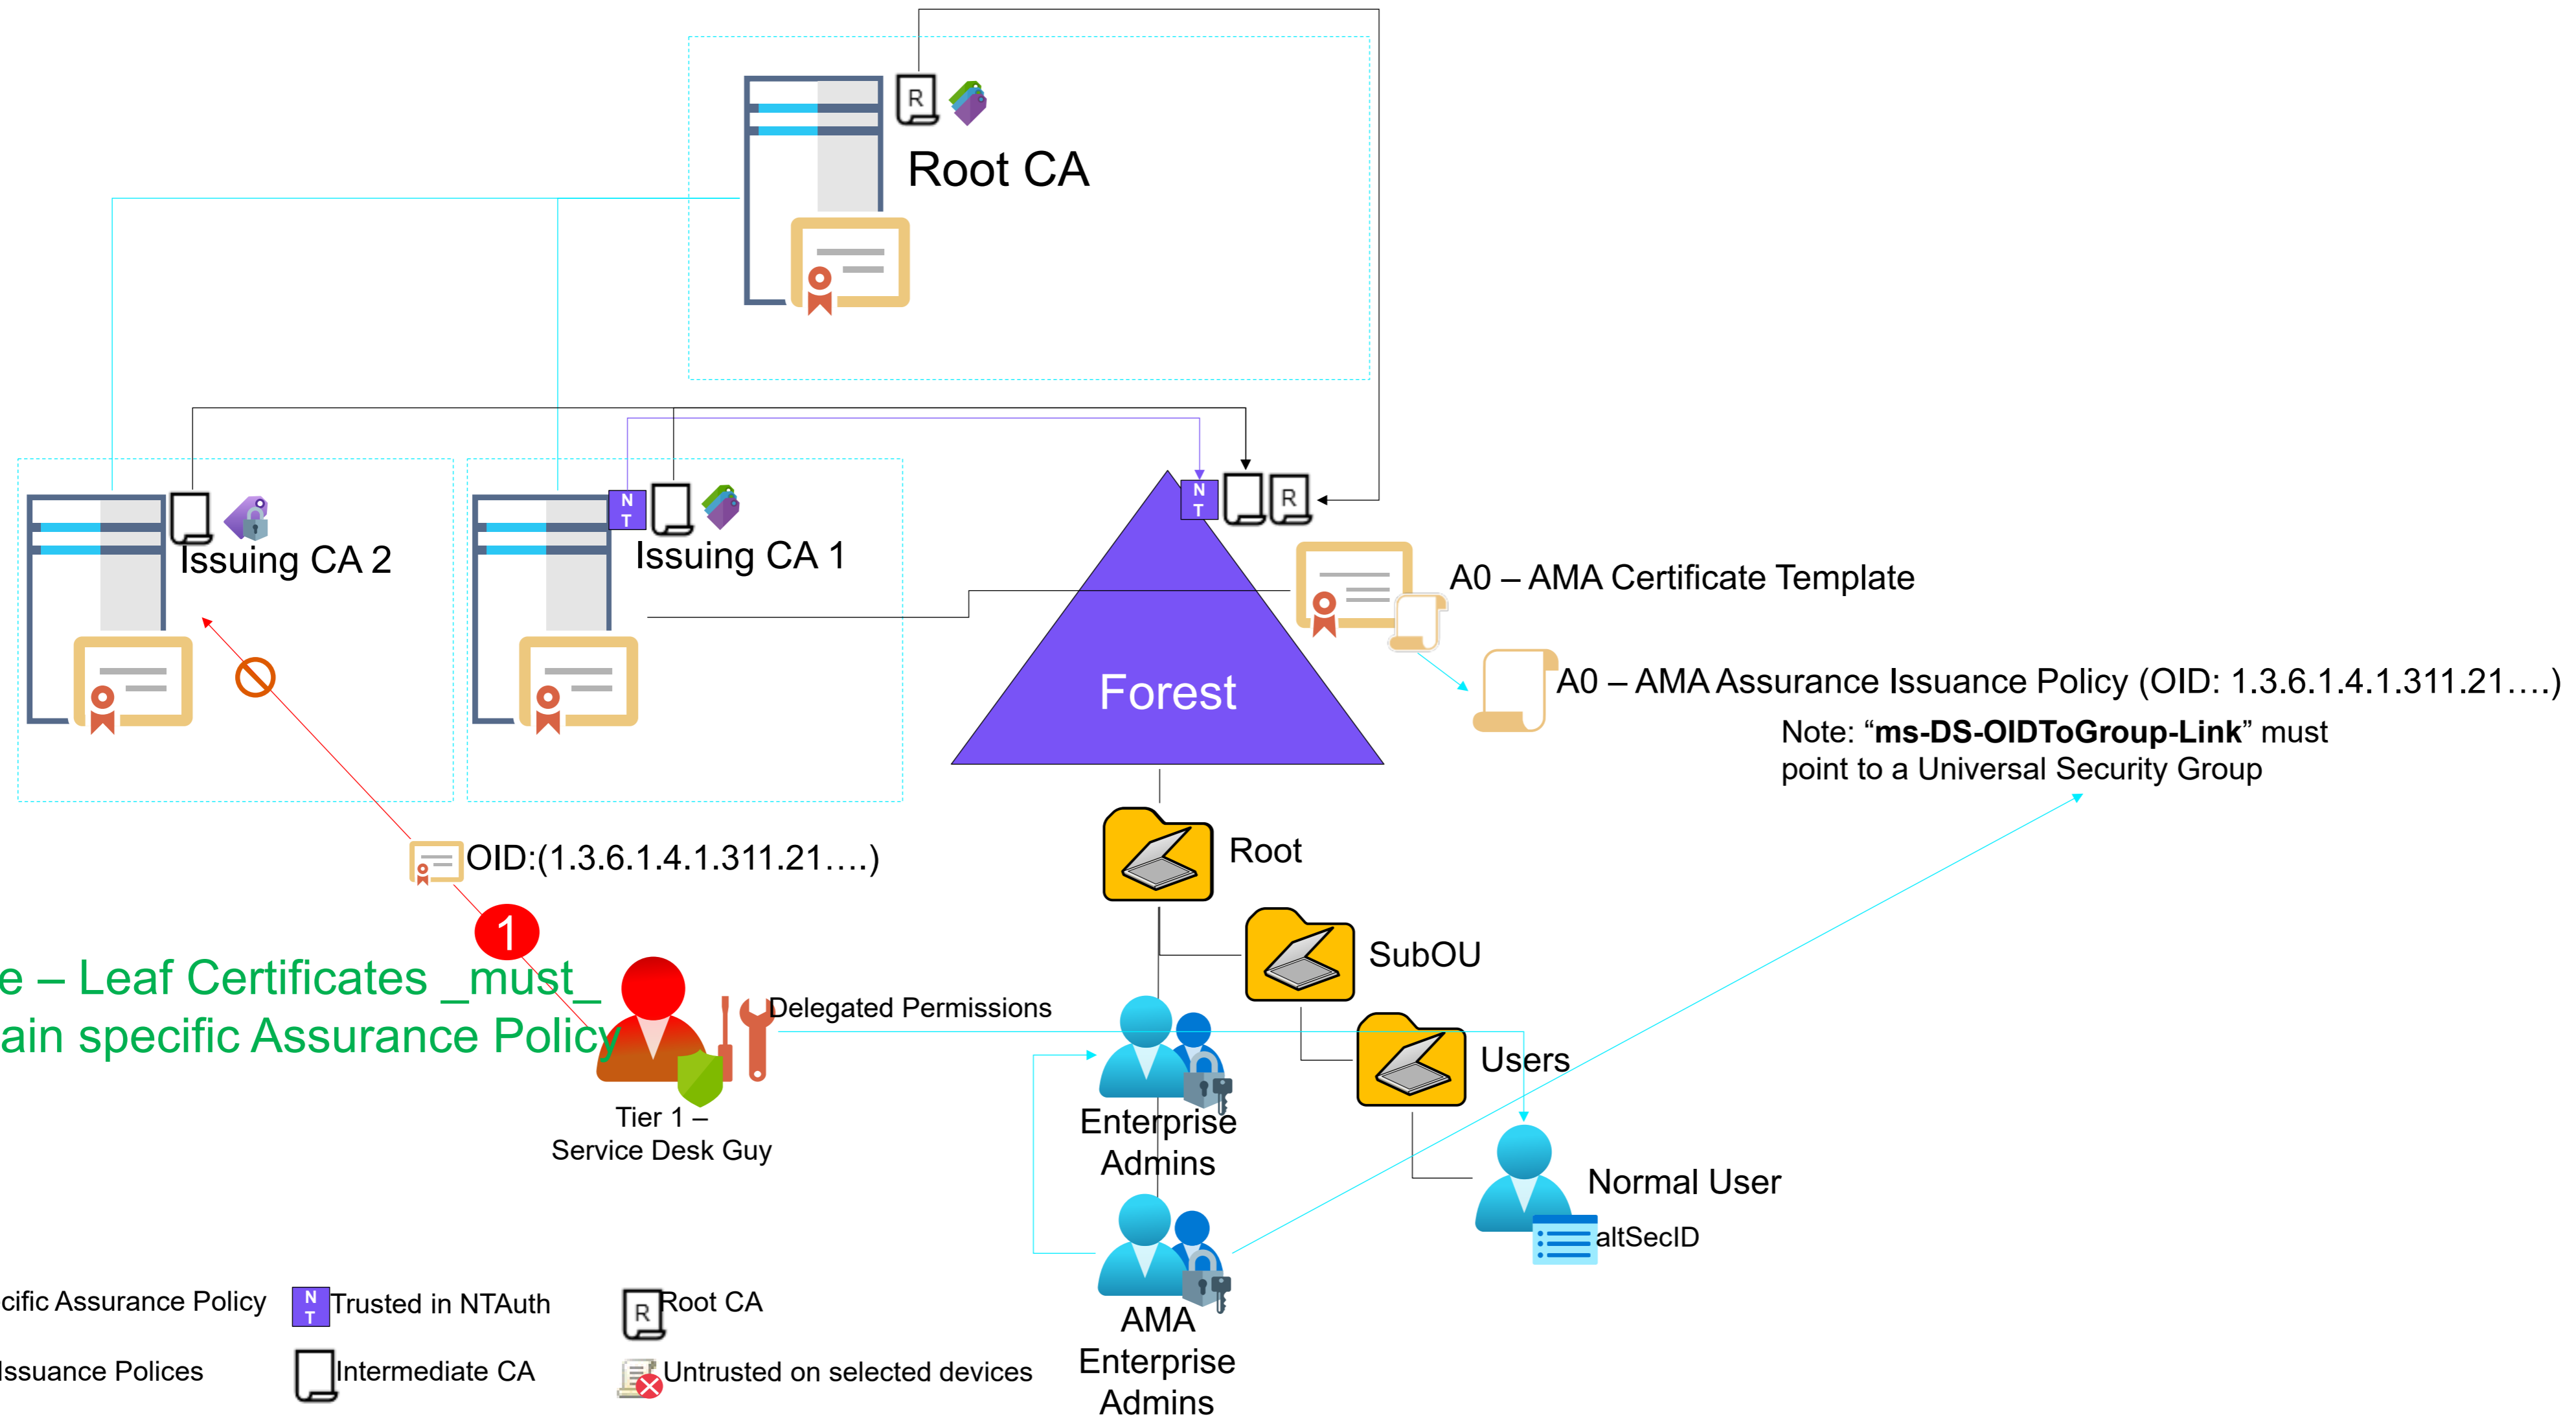 R
Root CA
N
T
N
T
R
Issuing CA 2
Issuing CA 1
A0 – AMA Certificate Template
Forest
A0 – AMA Assurance Issuance Policy (OID: 1.3.6.1.4.1.311.21….)
Note: “ms-DS-OIDToGroup-Link” must
point to a Universal Security Group
Root
OID:(1.3.6.1.4.1.311.21….)
1
SubOU
e – Leaf Certificates _must_
ain specific Assurance Policy
Delegated Permissions
Users
Tier 1 –
Service Desk Guy
Enterprise
Admins
Normal User
altSecID
AMA
Enterprise
Admins
cific Assurance Policy
N
T
Trusted in NTAuth
R
Root CA
ssuance Polices
Intermediate CA
Untrusted on selected devices